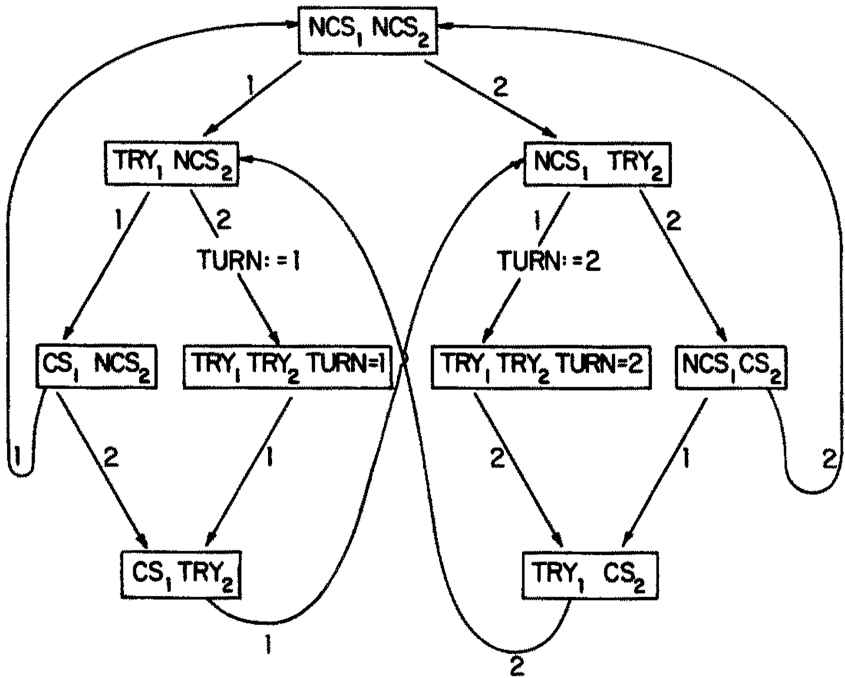 NCS₁ NCS₂
1 2
TRY₁ NCS₂ NCS₁ TRY₂
1 2 1 2
TURN:=1 TURN:=2
CS₁ NCS₂ TRY₁ TRY₂ TURN=1 TRY₁ TRY₂ TURN=2 NCS₁ CS₂
1 2 1 2 1 2
CS₁ TRY₂ TRY₁ CS₂
1 2